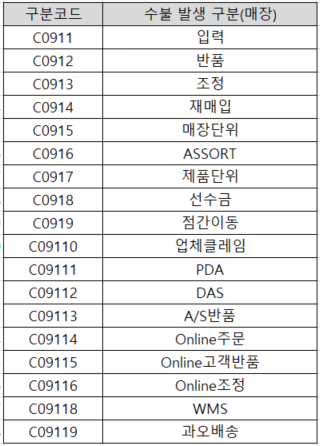 구분코드 수불 발생 구분(매장)
C0911 입력
C0912 반품
C0913 조정
C0914 재매입
C0915 매장단위
C0916 ASSORT
C0917 제품단위
C0918 선수금
C0919 점간이동
C09110 업체클레임
C09111 PDA
C09112 DAS
C09113 A/S반품
C09114 Online주문
C09115 Online고객반품
C09116 Online조정
C09118 WMS
C09119 과오배송